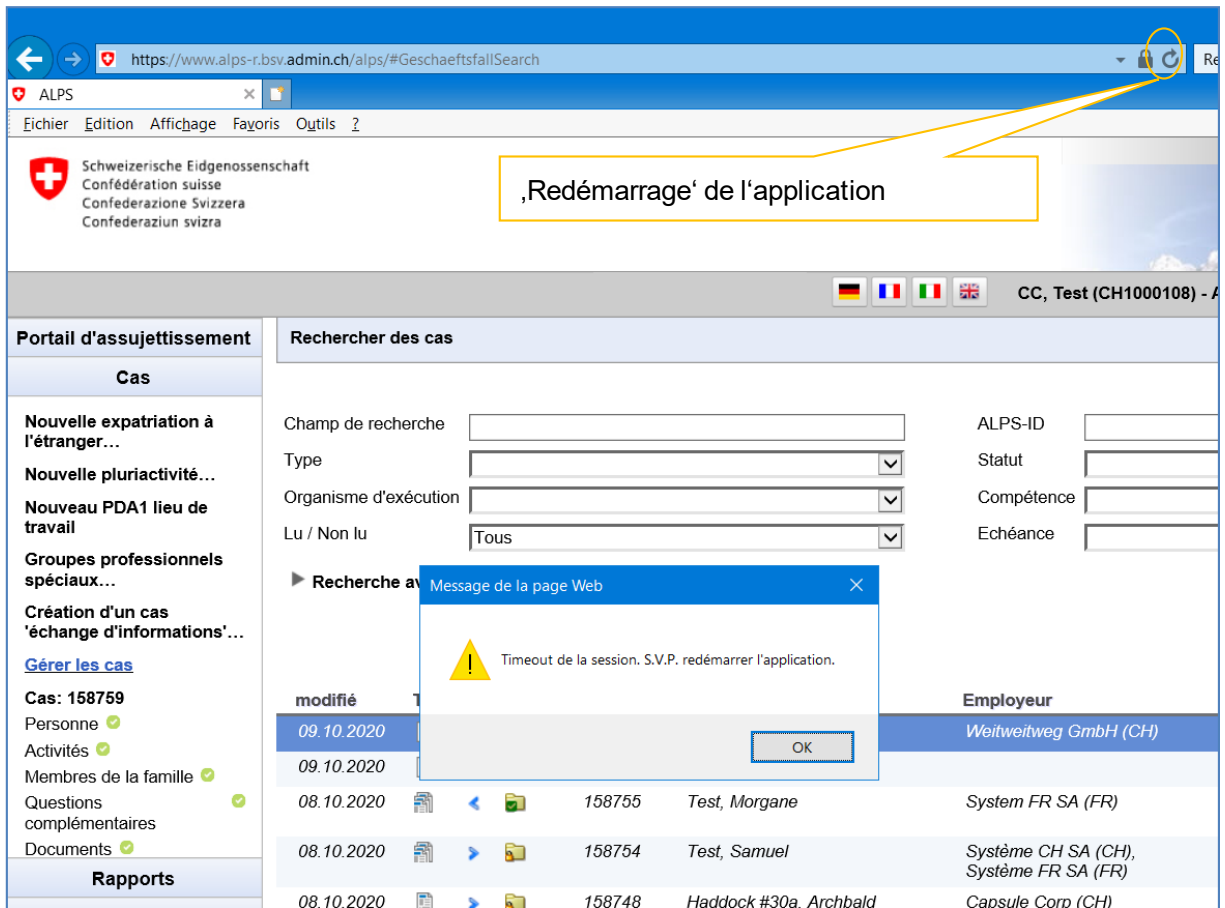 https://www.alps-r.bsv.admin.ch/alps/#GeschaeftsfallSearch
Re
ALPS
Fichier Edition Affichage Favoris Outils ?
Schweizerische Eidgenossenschaft
Confédération suisse
Confederazione Svizzera
Confederaziun svizra
‚Redémarrage‘ de l‘application
CC, Test (CH1000108) - A
Portail d'assujettissement
Cas
Nouvelle expatriation à
l'étranger…
Nouvelle pluriactivité…
Nouveau PDA1 lieu de
travail
Groupes professionnels
spéciaux…
Création d'un cas
'échange d'informations'…
Gérer les cas
Cas: 158759
Personne
Activités
Membres de la famille
Questions
complémentaires
Documents
Rapports
Rechercher des cas
Champ de recherche
ALPS-ID
Type
Statut
Organisme d'exécution
Compétence
Lu / Non lu Tous
Echéance
Recherche av
Message de la page Web
Timeout de la session. S.V.P. redémarrer l'application.
OK
modifié T Employeur
09.10.2020 Weitweitweg GmbH (CH)
09.10.2020
08.10.2020 158755 Test, Morgane System FR SA (FR)
08.10.2020 158754 Test, Samuel Système CH SA (CH),
Système FR SA (FR)
08.10.2020 158748 Haddock #30a, Archbald Capsule Corp (CH)